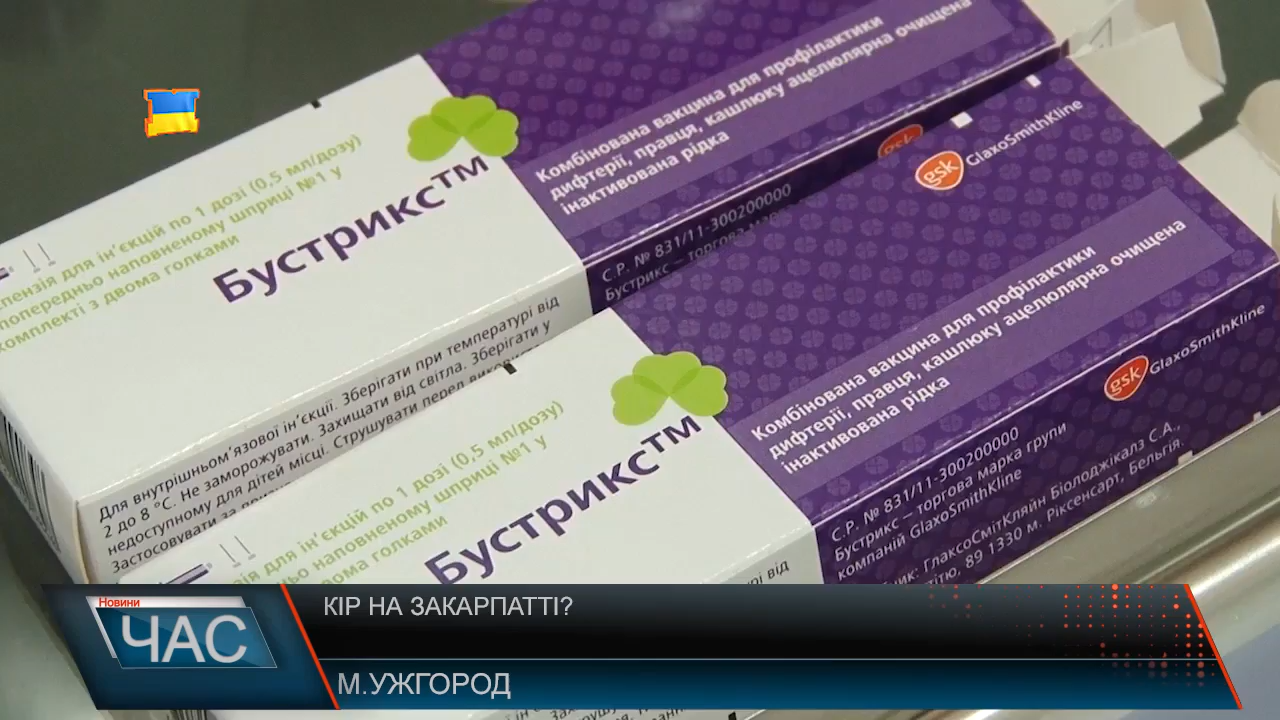 Комбінована вакцина для профілактики
дифтерії, правця, кашлюку ацелюлярна очищена
інактивована рідка
gsk
С.Р. № 831/11-300200000
Бустрикс – торгова
для ін'єкцій по 1 дозі (0,5 мл/дозу)
попередньо наповненому шприці №1 у
комплекті з двома голками
Бустрикс™
Для внутрішньом'язової ін'єкції. Зберігати при температурі від
2 до 8 °С. Не заморожувати. Захищати від світла. Зберігати у
недоступному для дітей місці. Струшувати перед
Застосовувати за
gsk GlaxoSmithKline
Комбінована вакцина для профілактики
дифтерії, правця, кашлюку ацелюлярна очищена
інактивована рідка
gsk GlaxoSmithKline
С.Р. № 831/11-300200000
Бустрикс – торгова марка групи
компаній GlaxoSmithKline
ГлаксоСмітКляйн Біолоджікалз С.А.,
89 1330 м. Ріксенсарт, Бельгія.
для ін'єкцій по 1 дозі (0,5 мл/дозу)
наповненому шприці №1 у
голками
Бустрикс™
від
Новини
ЧАС
КІР НА ЗАКАРПАТТІ?
М.УЖГОРОД